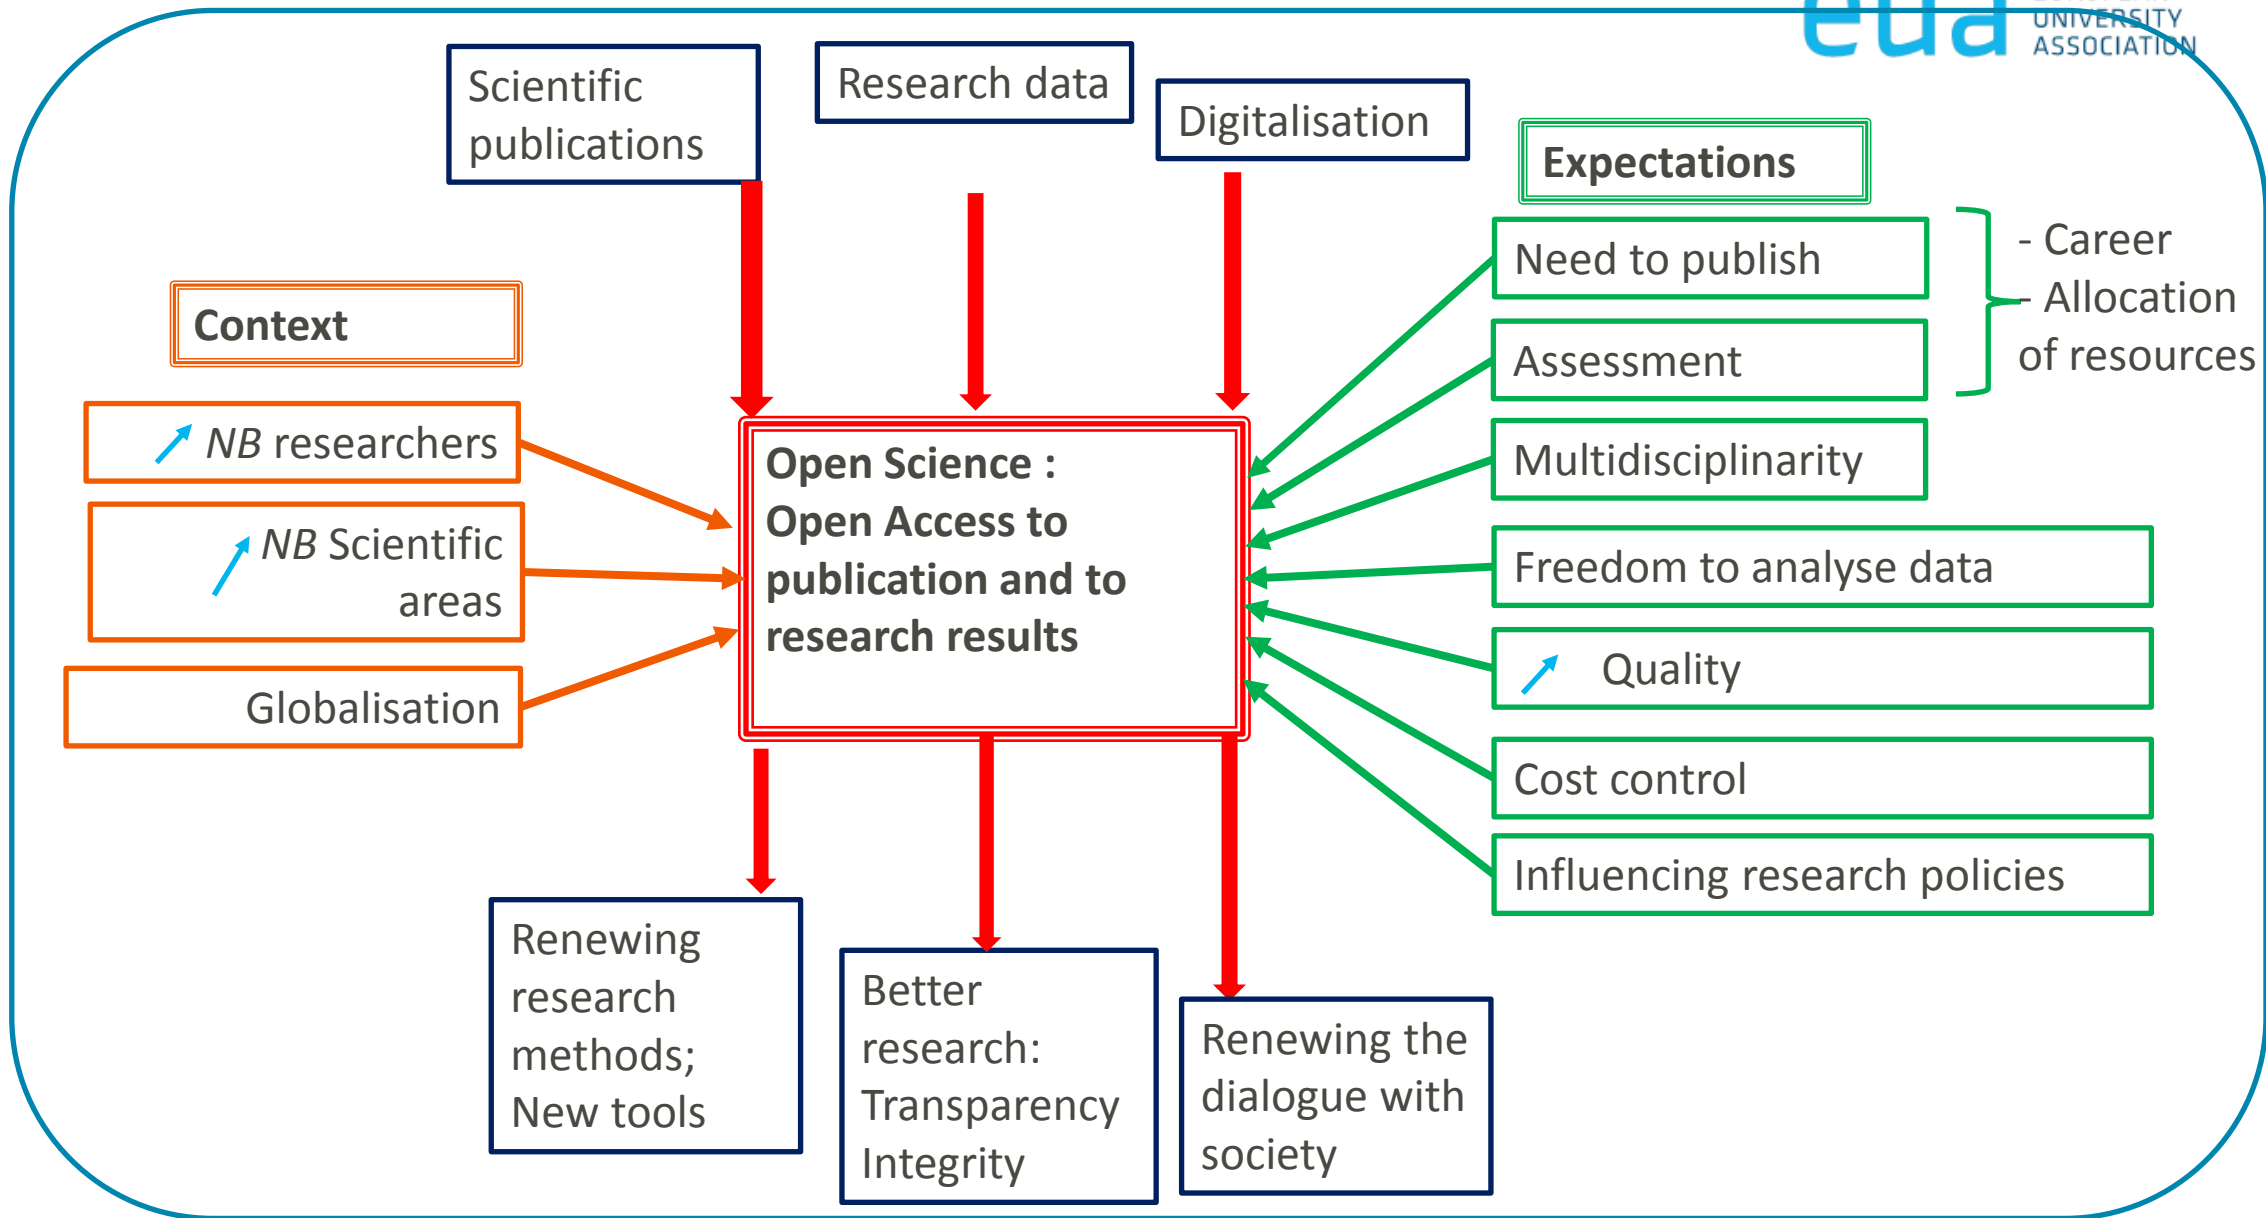 eua
UNIVERSITY
ASSOCIATION
Scientific
publications
Research data
Digitalisation
Expectations
Need to publish
Assessment
Multidisciplinarity
Freedom to analyse data
Quality
Cost control
Influencing research policies
- Career
- Allocation
of resources
Context
NB researchers
NB Scientific
areas
Globalisation
Open Science :
Open Access to
publication and to
research results
Renewing
research
methods;
New tools
Better
research:
Transparency
Integrity
Renewing the
dialogue with
society